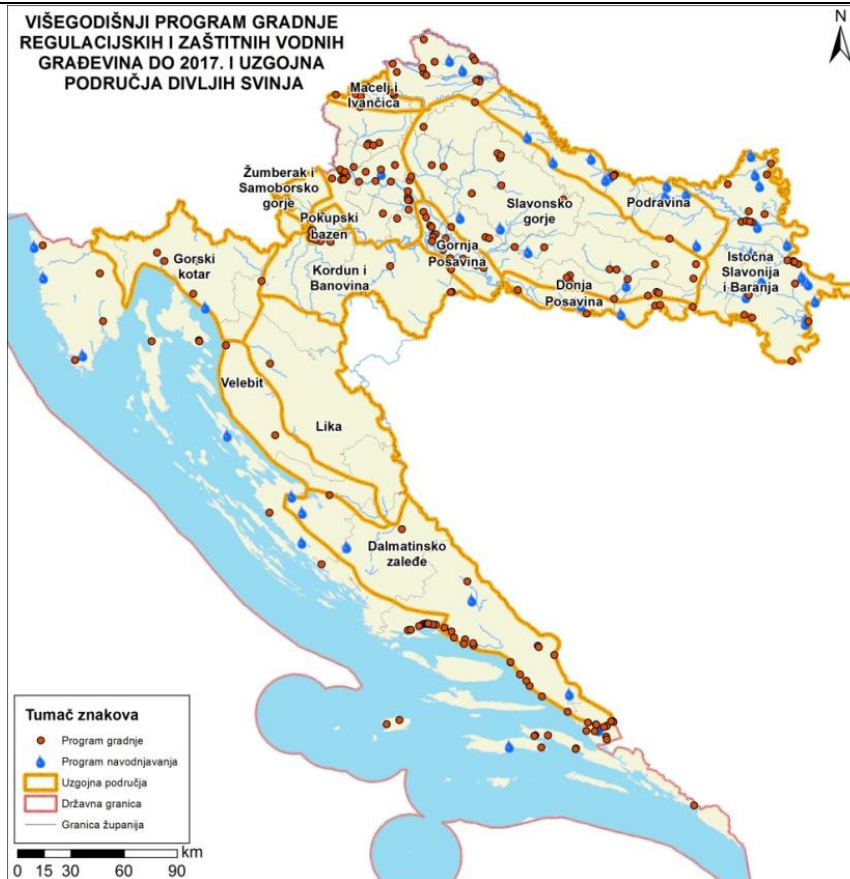 VIŠEGODIŠNJI PROGRAM GRADNJE
REGULACIJSKIH I ZAŠTITNIH VODNIH
GRAĐEVINA DO 2017. I UZGOJNA
PODRUČJA DIVLJIH SVINJA
N
Macelj i
Ivančica
Žumberak i
Samoborsko
gorje
Pokupski
bazen
Slavonsko
gorje
Podravina
Gornja
Posavina
Gorski
kotar
Kordun i
Banovina
Donja
Posavina
Istočna
Slavonija
i Baranja
Velebit
Lika
Dalmatinsko
zaleđe
Tumač znakova
Program gradnje
Program navodnjavanja
Uzgojna područja
Državna granica
Granica županija
km
0 15 30 60 90